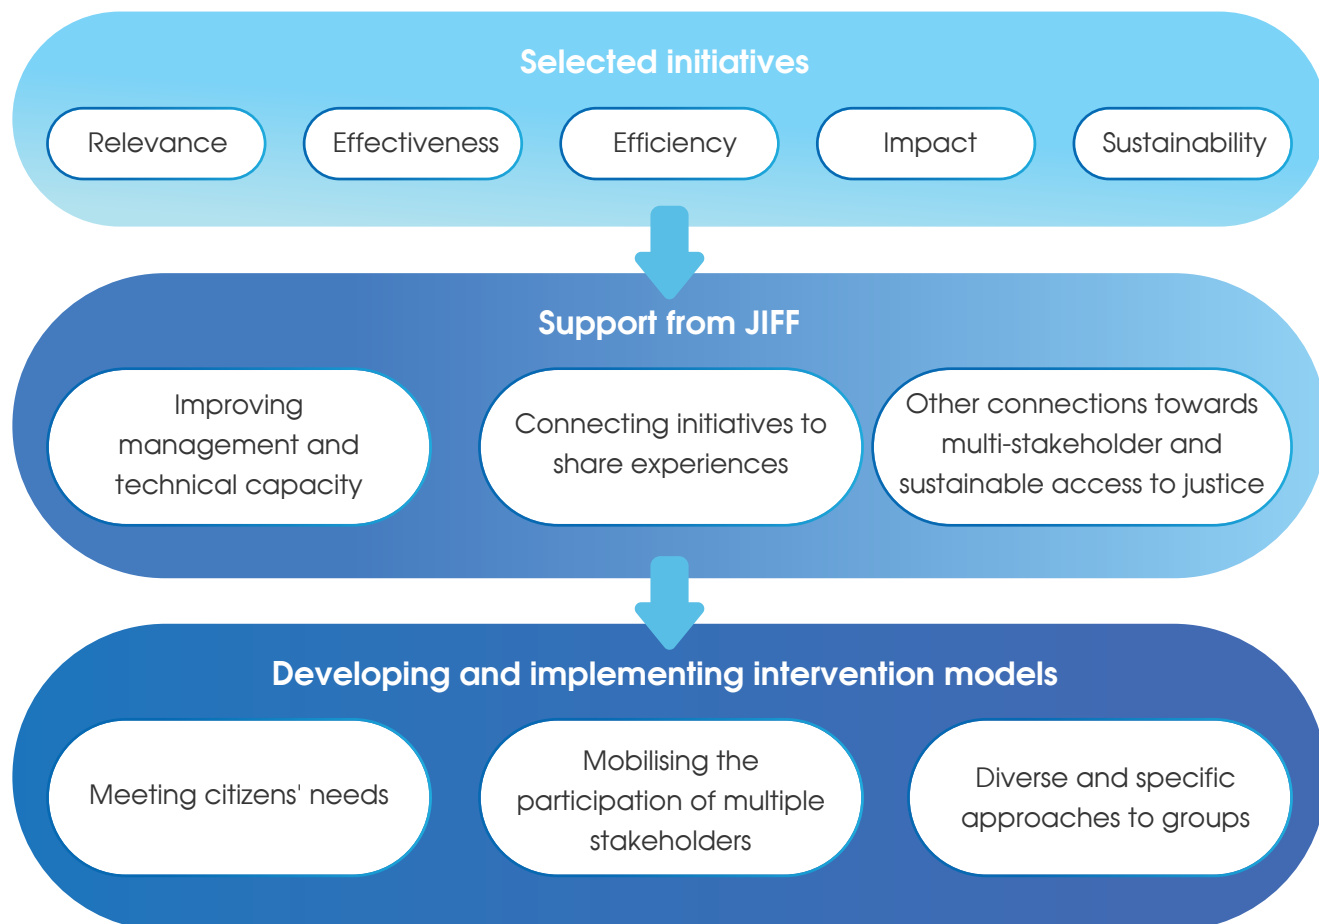 Selected initiatives
Relevance
Effectiveness
Efficiency
Impact
Sustainability
Support from JIFF
Improving
management and
technical capacity
Connecting initiatives to
share experiences
Other connections towards
multi-stakeholder and
sustainable access to justice
Developing and implementing intervention models
Meeting citizens' needs
Mobilising the
participation of multiple
stakeholders
Diverse and specific
approaches to groups